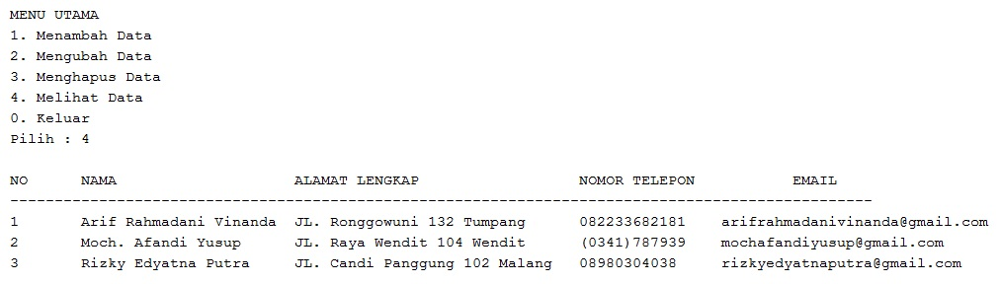 MENU UTAMA
1. Menambah Data
2. Mengubah Data
3. Menghapus Data
4. Melihat Data
0. Keluar
Pilih : 4
NO NAMA ALAMAT LENGKAP NOMOR TELEPON EMAIL
-------------------------------------------------------------------------------------------------
1 Arif Rahmadani Vinanda JL. Ronggowuni 132 Tumpang 082233682181 arifrahmadanivinanda@gmail.com
2 Moch. Afandi Yusup JL. Raya Wendit 104 Wendit (0341)787939 mochafandiyusup@gmail.com
3 Rizky Edyatna Putra JL. Candi Panggung 102 Malang 08980304038 rizkyedyatnaputra@gmail.com